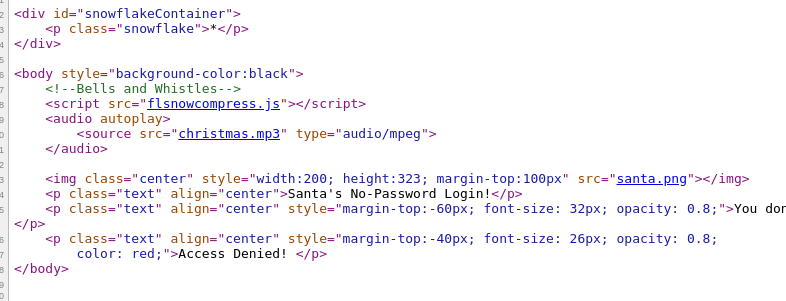 2 <div id="snowflakeContainer">
3 <p class="snowflake">*</p>
4 </div>
5
6 <body style="background-color:black">
7 <!--Bells and Whistles-->
8 <script src="flsnowcompress.js"></script>
9 <audio autoplay>
0 <source src="christmas.mp3" type="audio/mpeg">
1 </audio>
2
3 <img class="center" style="width:200; height:323; margin-top:100px" src="santa.png"></img>
4 <p class="text" align="center">Santa's No-Password Login!</p>
5 <p class="text" align="center" style="margin-top:-60px; font-size: 32px; opacity: 0.8;">You don
</p>
6 <p class="text" align="center" style="margin-top:-40px; font-size: 26px; opacity: 0.8;
7 color: red;">Access Denied! </p>
8 </body>
9
0